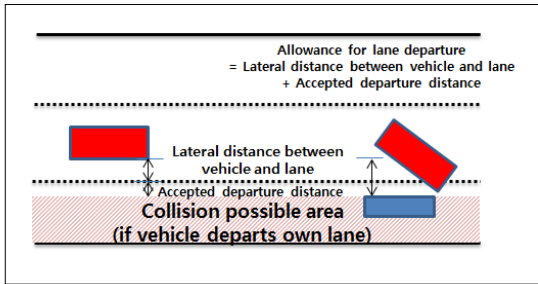 Allowance for lane departure
= Lateral distance between vehicle and lane
+ Accepted departure distance
Lateral distance between
vehicle and lane
Accepted departure distance
Collision possible area
(if vehicle departs own lane)